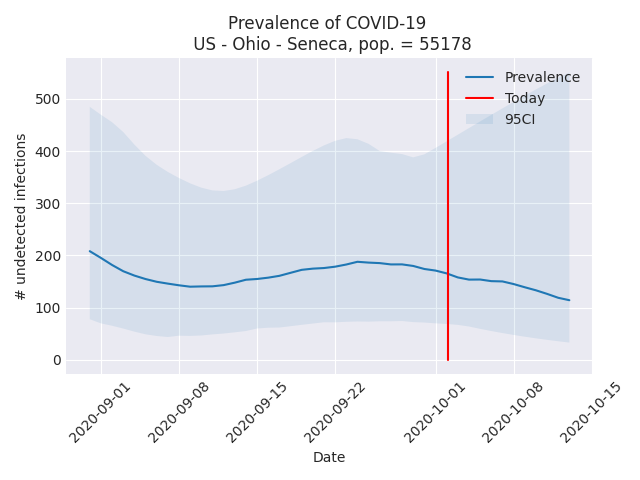 Prevalence of COVID-19
US - Ohio - Seneca, pop. = 55178
Prevalence
Today
95CI
# undetected infections
500
400
300
200
100
0
2020-09-01
2020-09-08
2020-09-15
2020-09-22
2020-10-01
2020-10-08
2020-10-15
Date